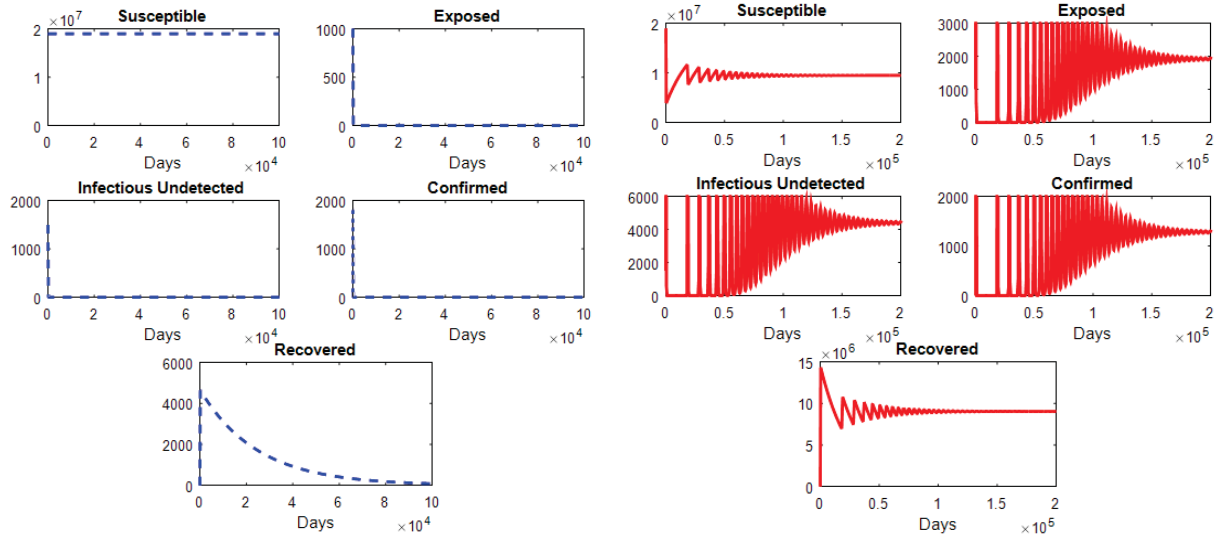 Susceptible
×10^7
2
1
0
0 2 4 6 8 10
Days ×10^4
Exposed
1000
500
0
0 2 4 6 8 10
Days ×10^4
Infectious Undetected
2000
1000
0
0 2 4 6 8 10
Days ×10^4
Confirmed
2000
1000
0
0 2 4 6 8 10
Days ×10^4
Recovered
6000
4000
2000
0
0 2 4 6 8 10
Days ×10^4
Susceptible
×10^7
2
1
0
0 0.5 1 1.5 2
Days ×10^5
Exposed
3000
2000
1000
0
0 0.5 1 1.5 2
Days ×10^5
Infectious Undetected
6000
4000
2000
0
0 0.5 1 1.5 2
Days ×10^5
Confirmed
2000
1000
0
0 0.5 1 1.5 2
Days ×10^5
Recovered
×10^6
15
10
5
0
0 0.5 1 1.5 2
Days ×10^5